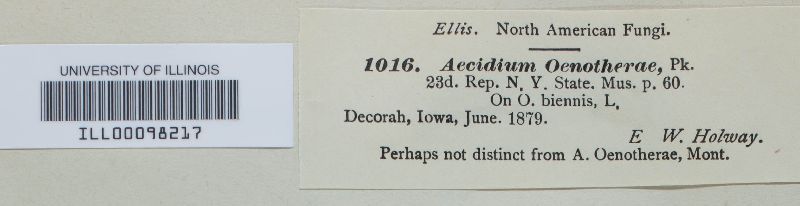 UNIVERSITY OF ILLINOIS
ILL00098217
Ellis. North American Fungi.
1016. Aecidium Oenotherae, Pk.
23d. Rep. N. Y. State. Mus. p. 60.
On O. biennis, L.
Decorah, Iowa, June. 1879.
E W. Holway.
Perhaps not distinct from A. Oenotherae, Mont.